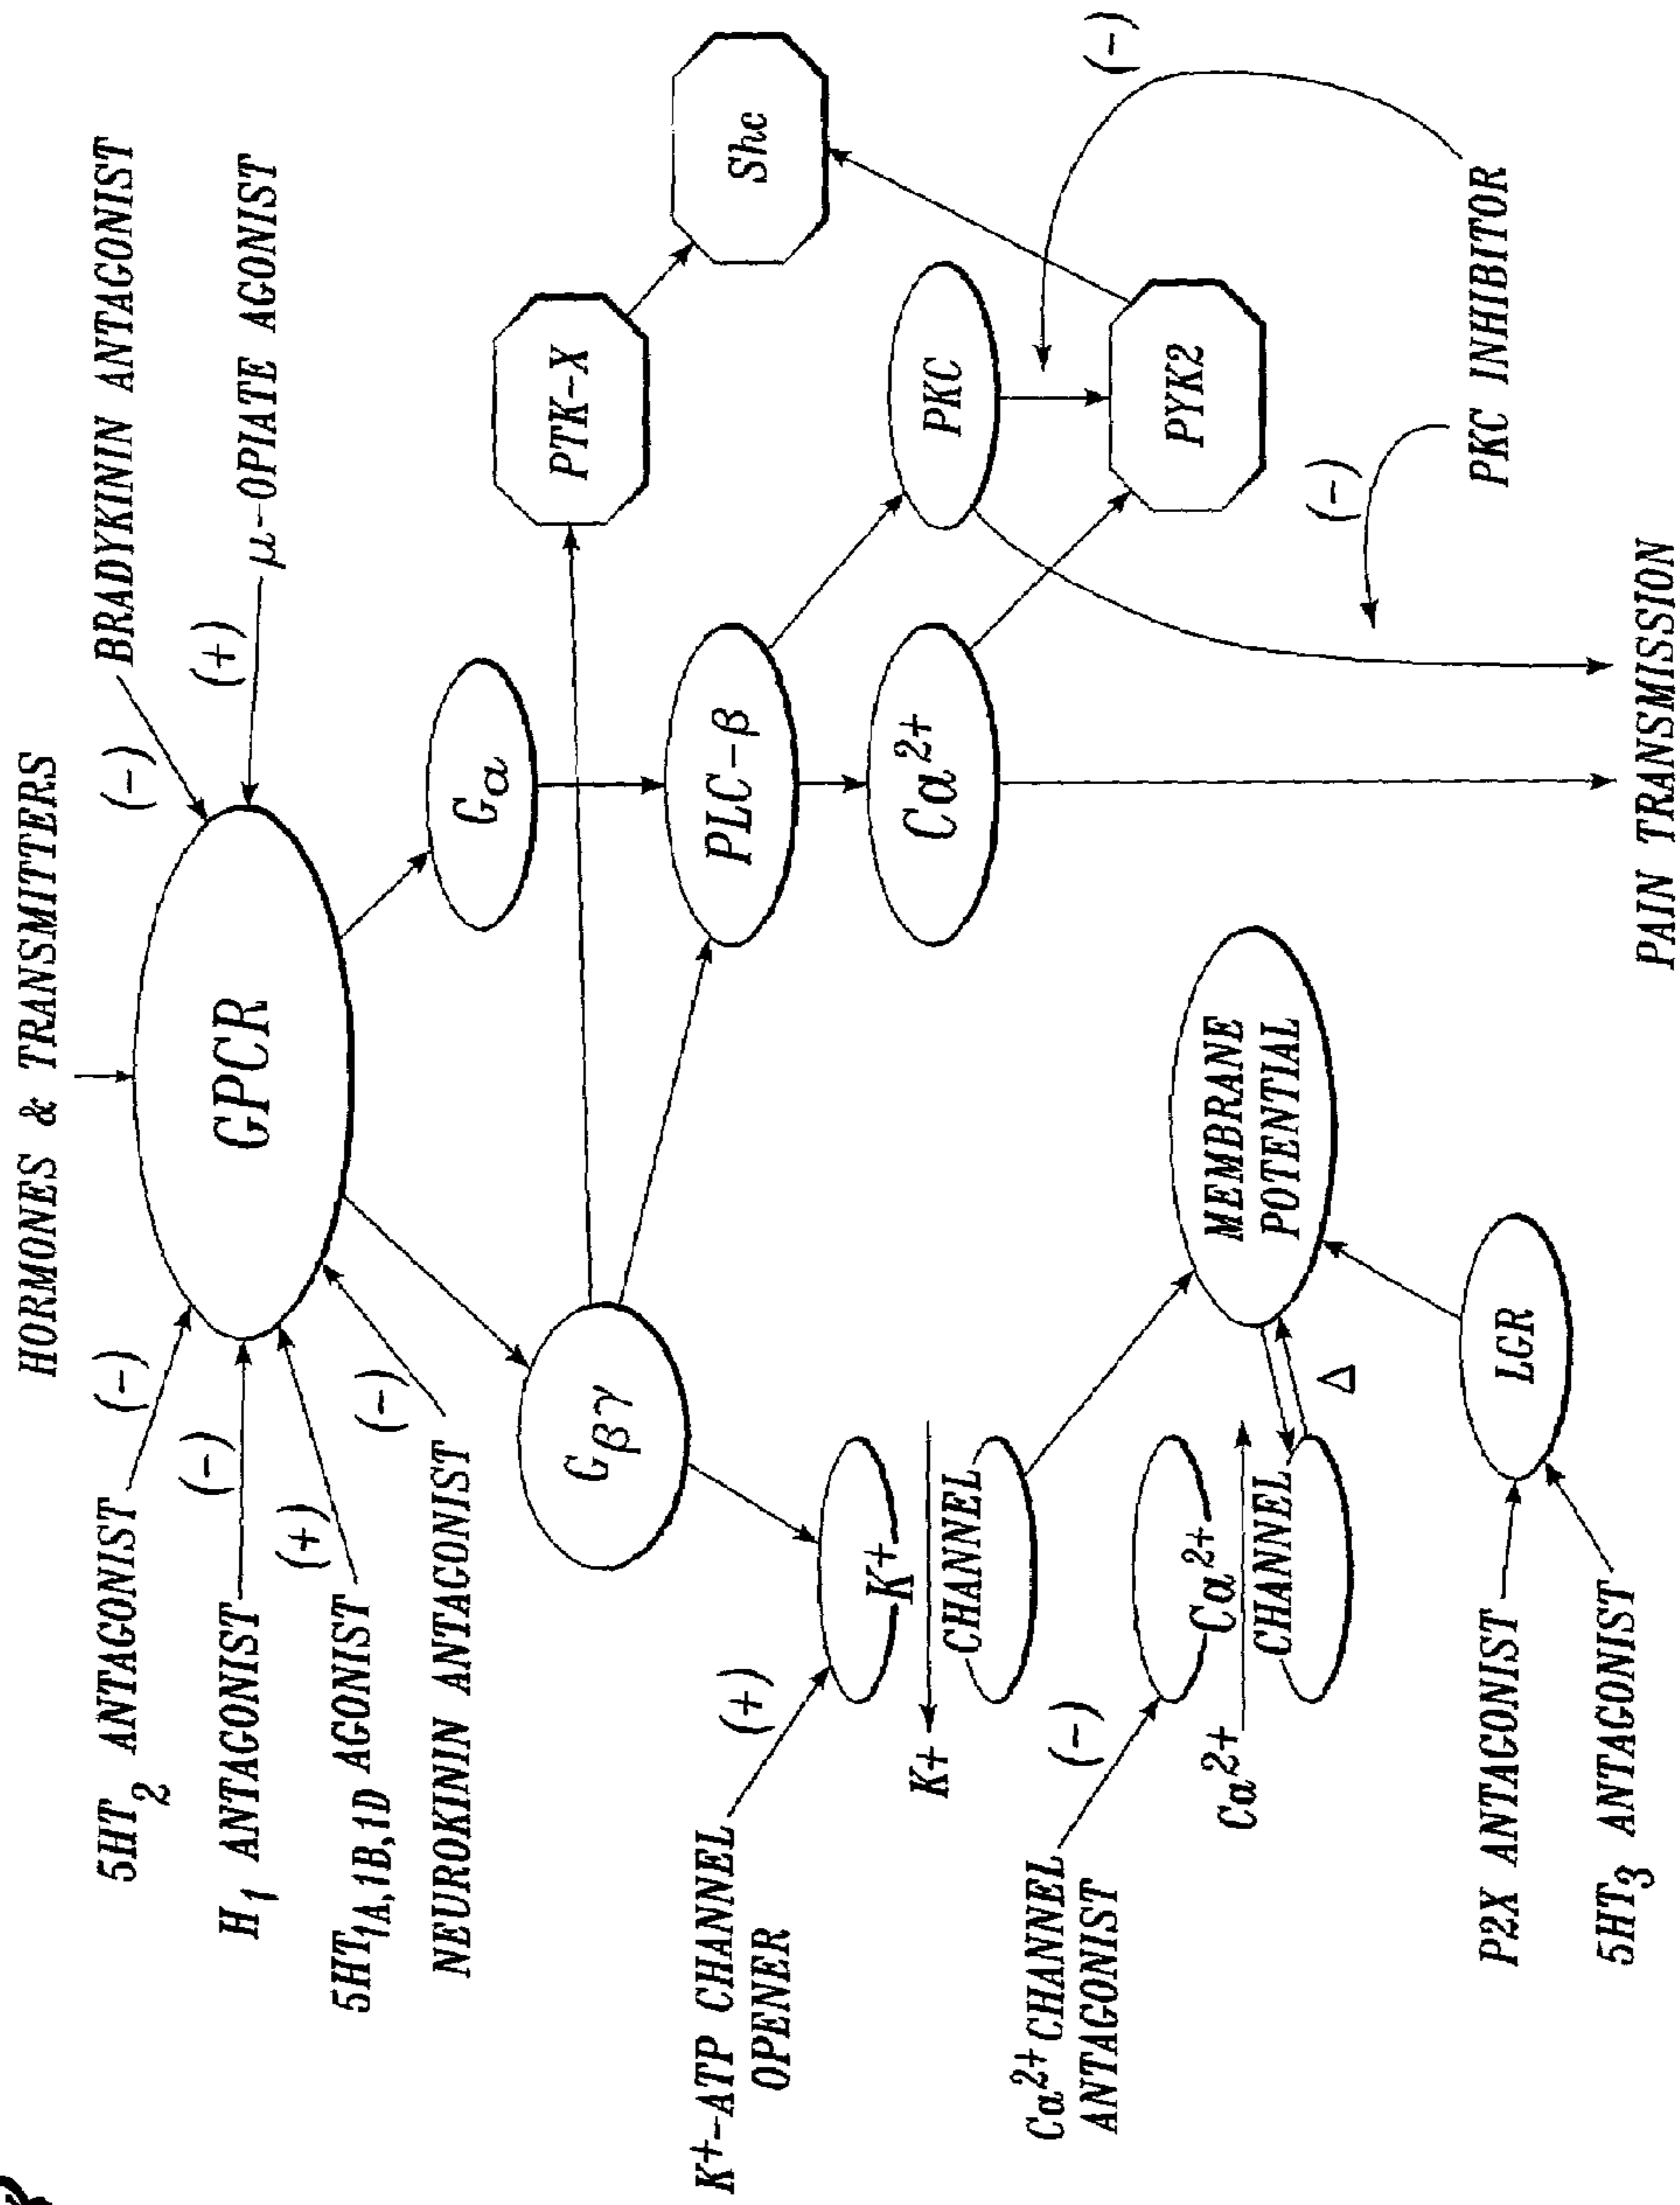 HORMONES & TRANSMITTERS
5HT2 ANTAGONIST
(-)
(-)
BRADYKININ ANTAGONIST
H1 ANTAGONIST
(-)
GPCR
(+)
μ-OPIATE AGONIST
5HT1A,1B,1D AGONIST
(+)
NEUROKININ ANTAGONIST
(-)
Gα
Gβγ
PTK-X
Shc
K+-ATP CHANNEL
OPENER
(+)
PLC-β
K+
K+
CHANNEL
Ca2+
PKC
(-)
Ca2+ CHANNEL
ANTAGONIST
(-)
Ca2+
Ca2+
CHANNEL
Δ
MEMBRANE
POTENTIAL
PYK2
(-)
P2X ANTAGONIST
LGR
PKC INHIBITOR
5HT3 ANTAGONIST
PAIN TRANSMISSION